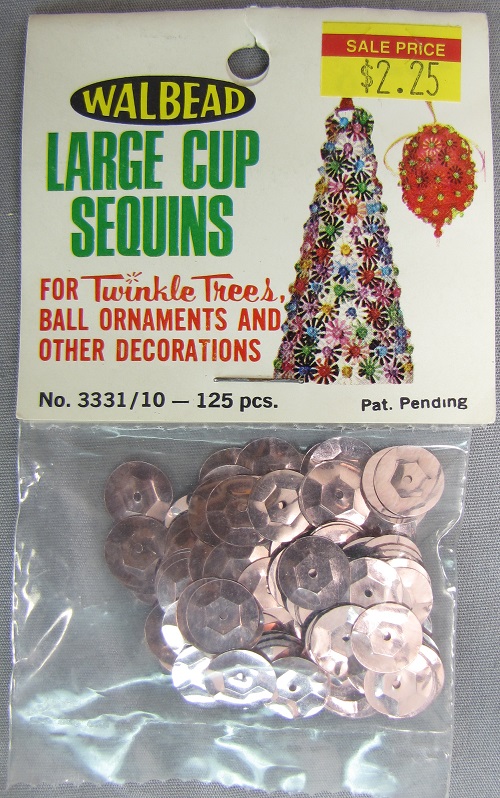 SALE PRICE
$2.25
WALBEAD
LARGE CUP
SEQUINS
FOR Twinkle Trees,
BALL ORNAMENTS AND
OTHER DECORATIONS
No. 3331/10 — 125 pcs.
Pat. Pending